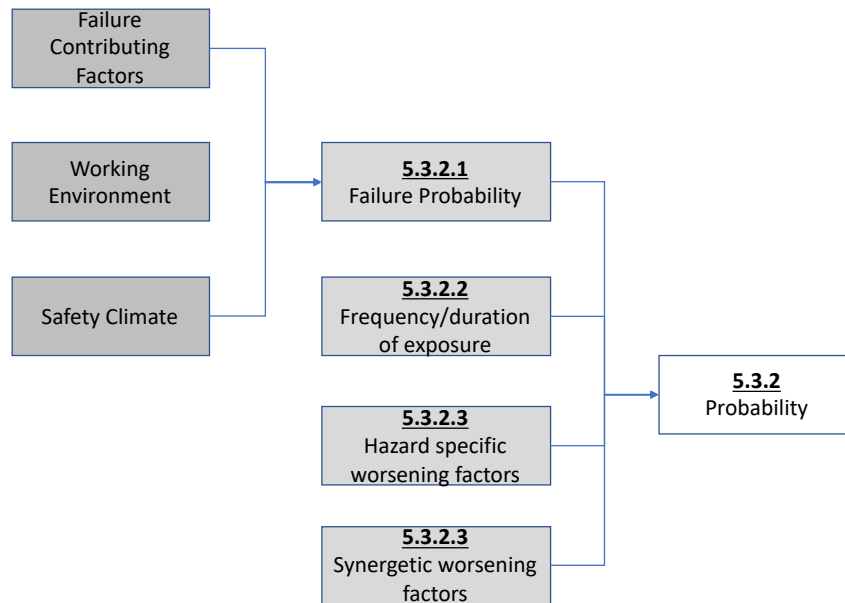 Failure
Contributing
Factors
Working
Environment
Safety Climate
5.3.2.1
Failure Probability
5.3.2.2
Frequency/duration
of exposure
5.3.2.3
Hazard specific
worsening factors
5.3.2.3
Synergetic worsening
factors
5.3.2
Probability